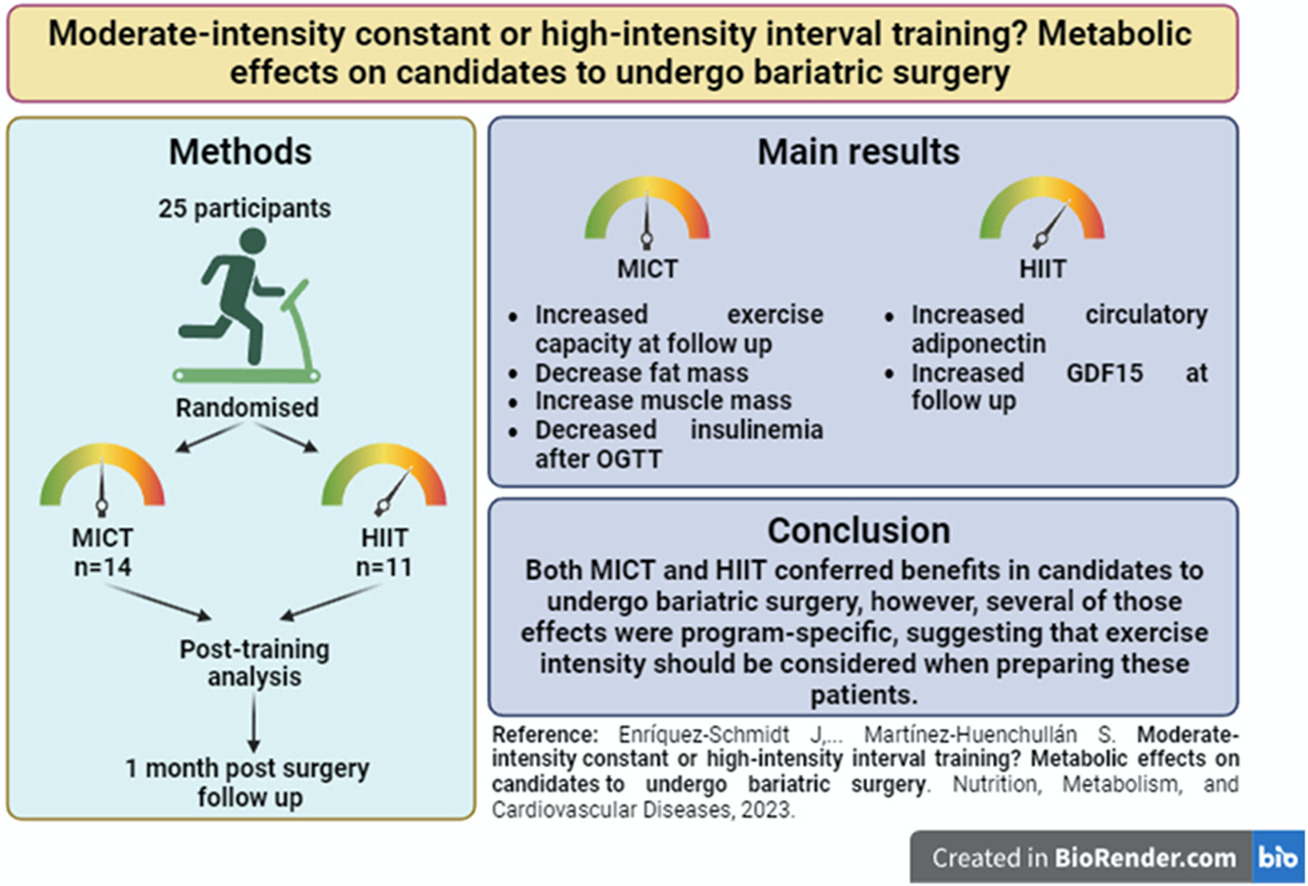 Moderate-intensity constant or high-intensity interval training? Metabolic
effects on candidates to undergo bariatric surgery
Methods
25 participants
Randomised
MICT
n=14
HIIT
n=11
Post-training
analysis
1 month post surgery
follow up
Main results
MICT
• Increased exercise
capacity at follow up
• Decrease fat mass
• Increase muscle mass
• Decreased insulinemia
after OGTT
HIIT
• Increased circulatory
adiponectin
• Increased GDF15 at
follow up
Conclusion
Both MICT and HIIT conferred benefits in candidates to
undergo bariatric surgery, however, several of those
effects were program-specific, suggesting that exercise
intensity should be considered when preparing these
patients.
Reference: Enríquez-Schmidt J,... Martínez-Huenchullán S. Moderate-
intensity constant or high-intensity interval training? Metabolic effects on
candidates to undergo bariatric surgery. Nutrition, Metabolism, and
Cardiovascular Diseases, 2023.
Created in BioRender.com bio